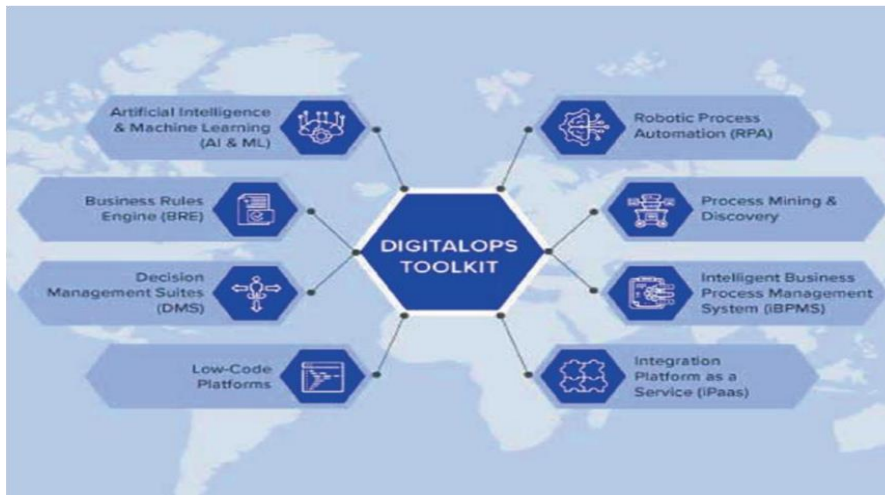 Artificial Intelligence
& Machine Learning
(AI & ML)
Business Rules
Engine (BRE)
Decision
Management Suites
(DMS)
Low-Code
Platforms
DIGITALOPS
TOOLKIT
Robotic Process
Automation (RPA)
Process Mining &
Discovery
Intelligent Business
Process Management
System (iBPMS)
Integration
Platform as a
Service (iPaas)